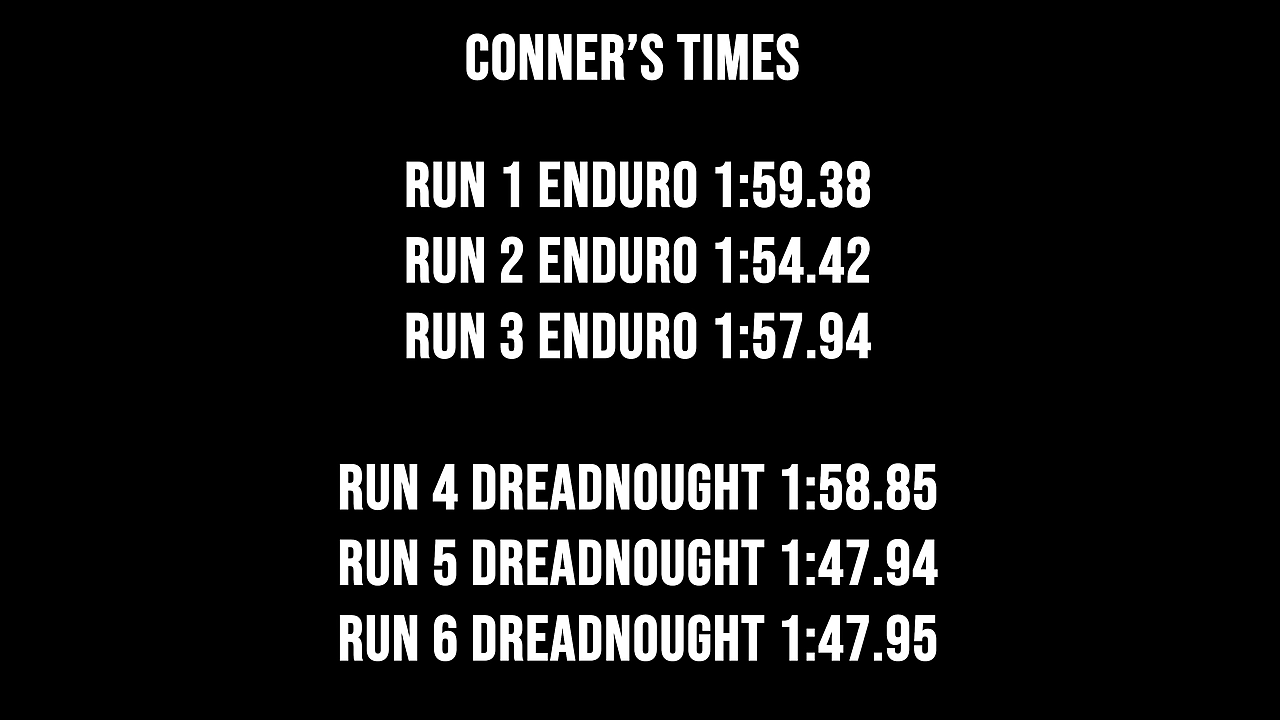 CONNER’S TIMES
RUN 1 ENDURO 1:59.38
RUN 2 ENDURO 1:54.42
RUN 3 ENDURO 1:57.94
RUN 4 DREADNOUGHT 1:58.85
RUN 5 DREADNOUGHT 1:47.94
RUN 6 DREADNOUGHT 1:47.95